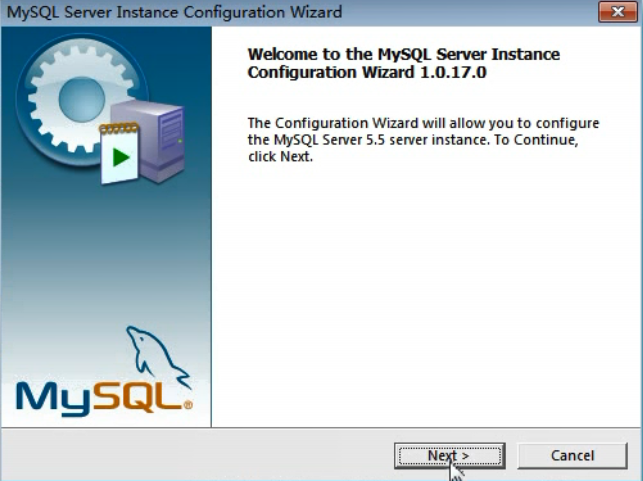 MySQL Server Instance Configuration Wizard
Welcome to the MySQL Server Instance
Configuration Wizard 1.0.17.0
The Configuration Wizard will allow you to configure
the MySQL Server 5.5 server instance. To Continue,
click Next.
MySQL®
Next >
Cancel